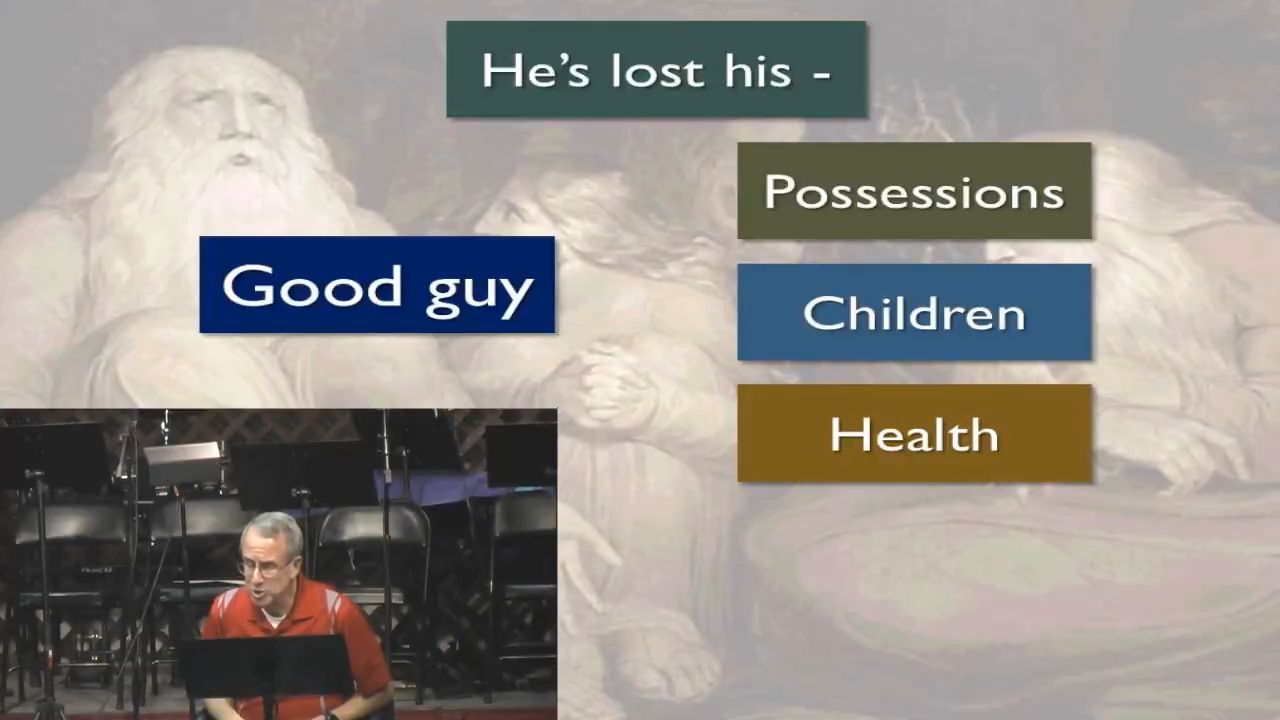 He's lost his -
Possessions
Good guy
Children
Health